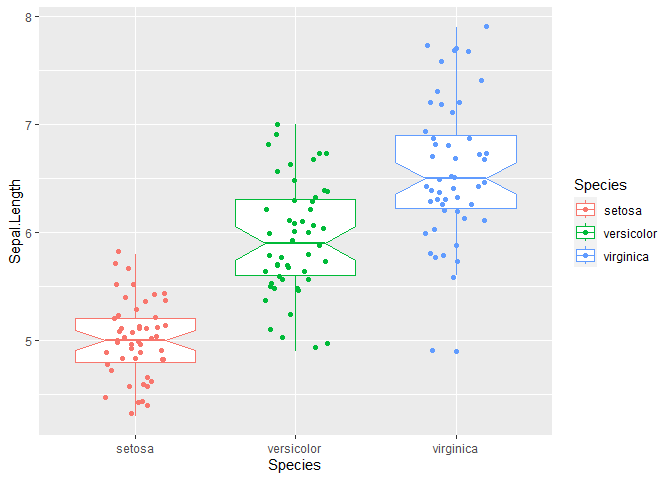 8
7
6
5
Sepal.Length
setosa versicolor virginica
Species
Species
setosa
versicolor
virginica